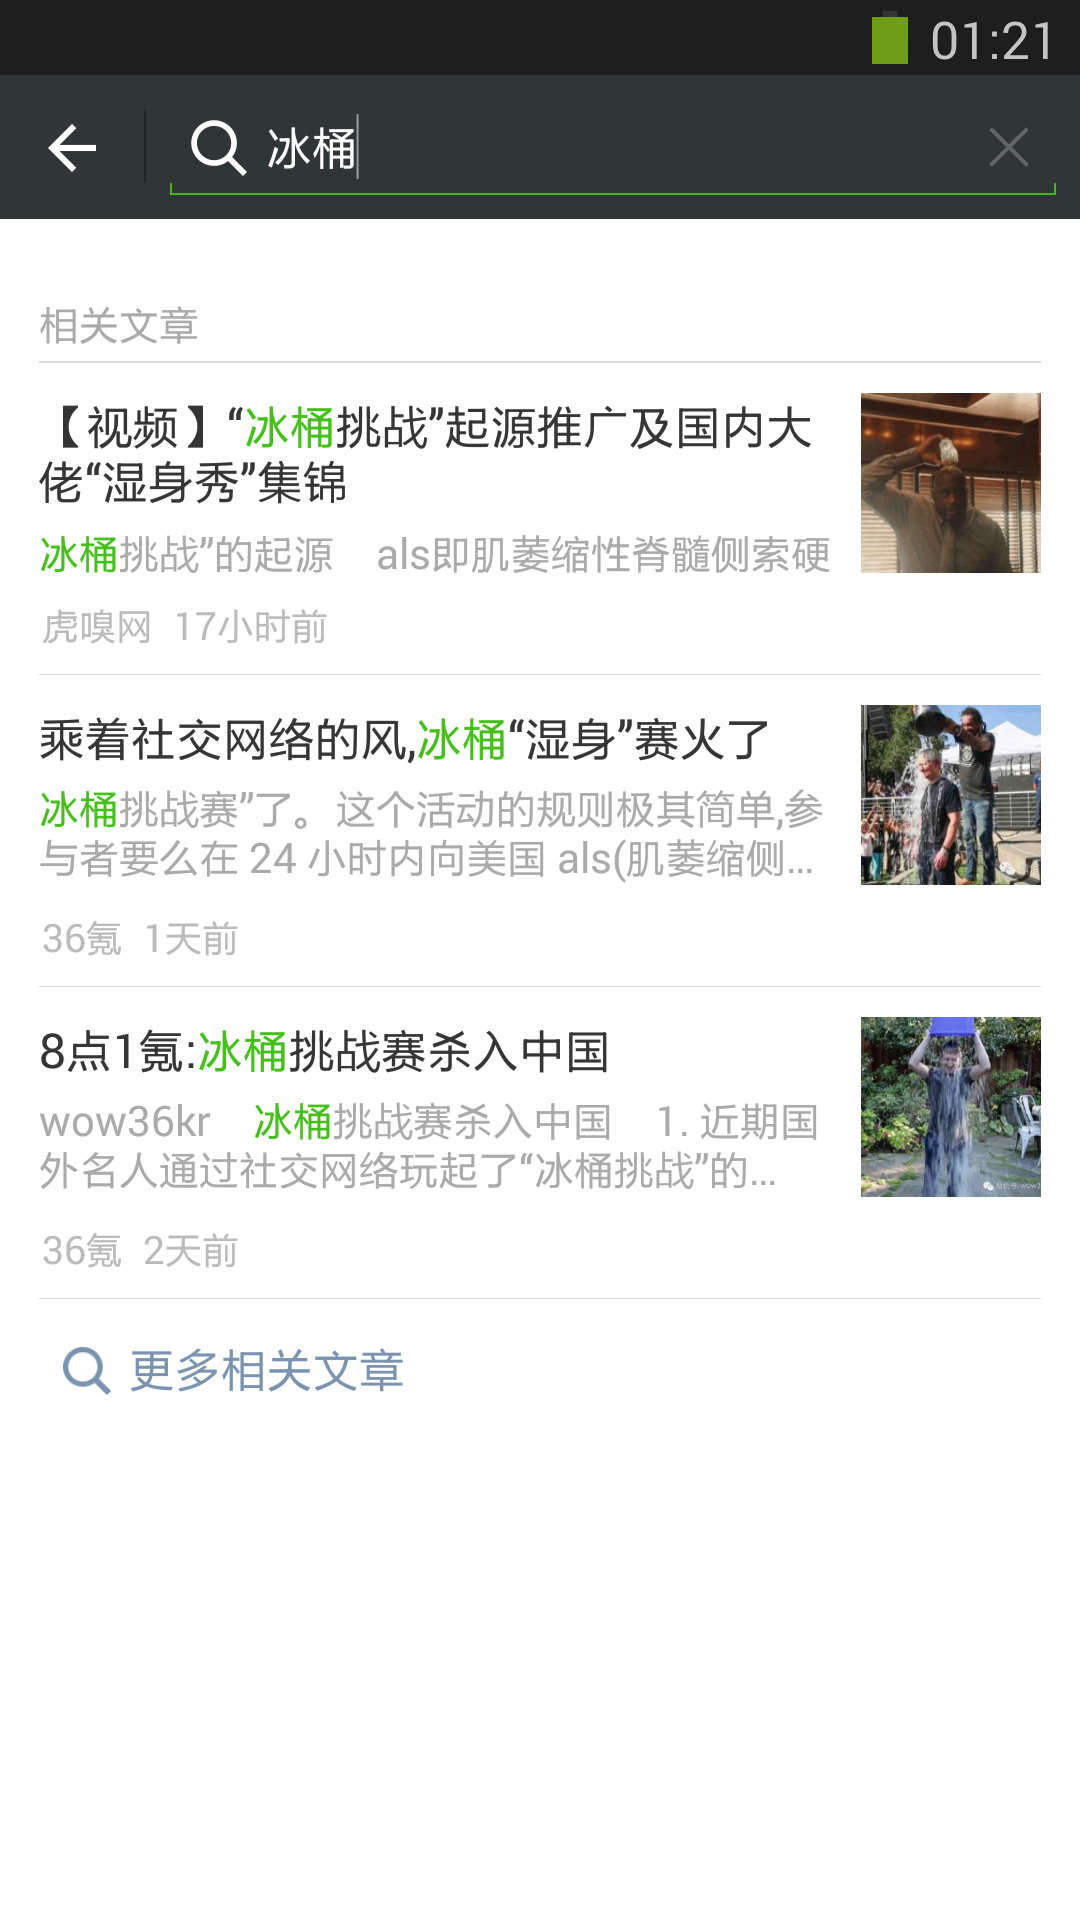 01:21
冰桶
相关文章
【视频】“冰桶挑战”起源推广及国内大
佬“湿身秀”集锦
冰桶挑战”的起源　als即肌萎缩性脊髓侧索硬
虎嗅网 17小时前
乘着社交网络的风,冰桶“湿身”赛火了
冰桶挑战赛”了。这个活动的规则极其简单,参
与者要么在 24 小时内向美国 als(肌萎缩侧...
36氪 1天前
8点1氪:冰桶挑战赛杀入中国
wow36kr　冰桶挑战赛杀入中国　1. 近期国
外名人通过社交网络玩起了“冰桶挑战”的...
36氪 2天前
更多相关文章